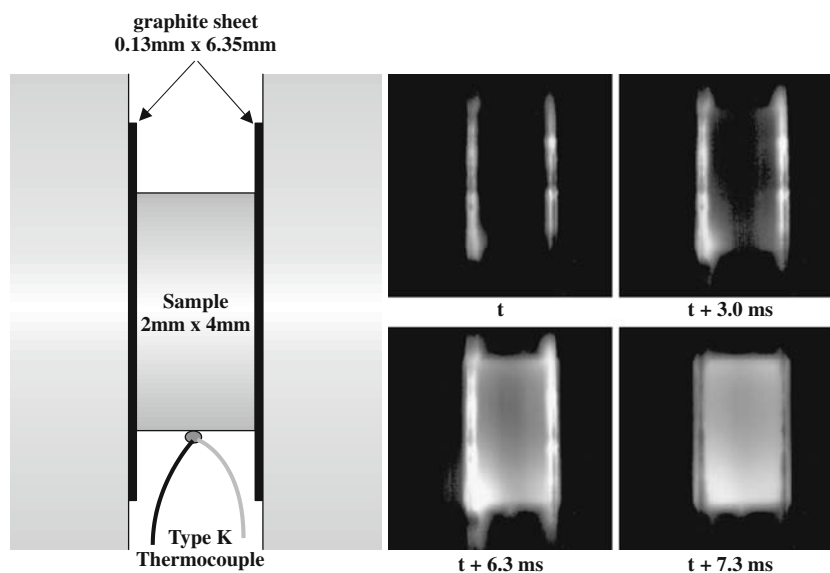 graphite sheet
0.13mm x 6.35mm
Sample
2mm x 4mm
Type K
Thermocouple
t
t + 3.0 ms
t + 6.3 ms
t + 7.3 ms